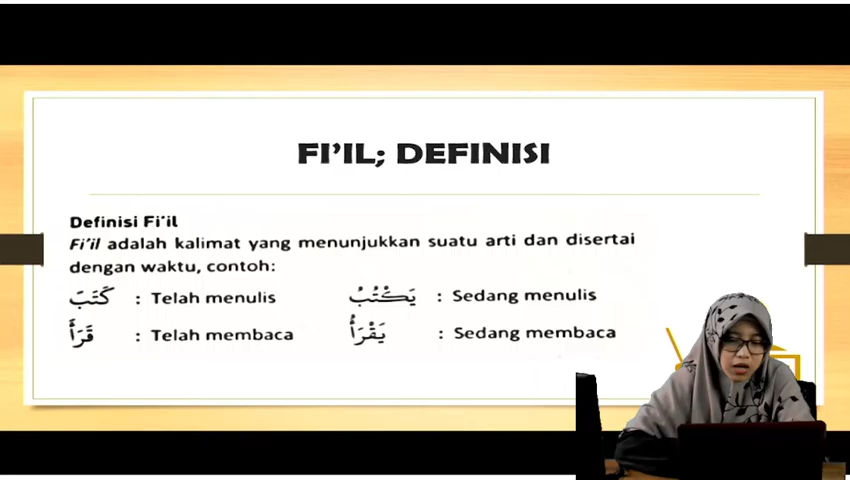 FI'IL; DEFINISI
Definisi Fi'il
Fi'il adalah kalimat yang menunjukkan suatu arti dan disertai
dengan waktu, contoh:
كَتَبَ : Telah menulis يَكْتُبُ : Sedang menulis
قَرَأَ : Telah membaca يَقْرَأُ : Sedang membaca